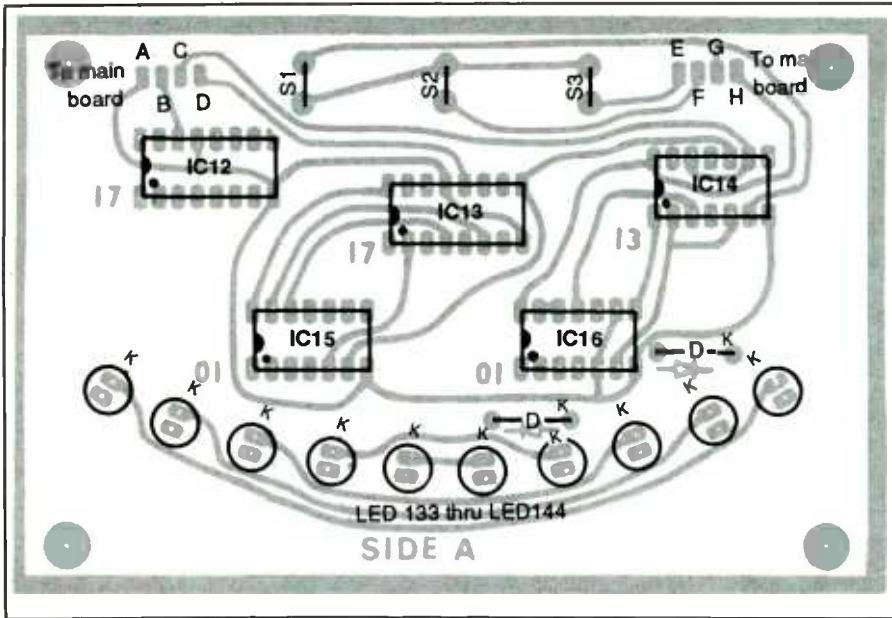 A C
To main
board
B D
S1
S2
S3
E G
To main
board
F H
IC12
17
IC13
17
IC14
13
IC15
01
IC16
01
D
K
D
K
K
K
K
K
K
K
K
K
K
K
LED 133 thru LED144
SIDE A